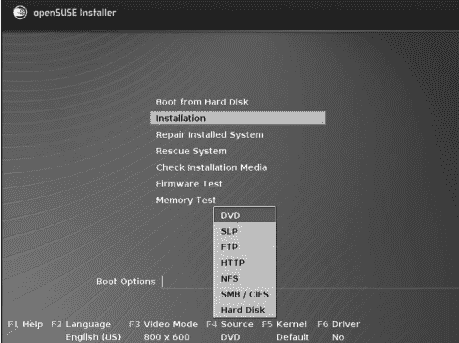 openSUSE Installer
Boot from Hard Disk
Installation
Repair Installed System
Rescue System
Check Installation Media
Firmware Test
Memory Test
DVD
SLP
FTP
HTTP
NFS
SMB / CIFS
Hard Disk
Boot Options
F1 Help F2 Language F3 Video Mode F4 Source F5 Kernel F6 Driver
English (US) 800 x 600 DVD Default No